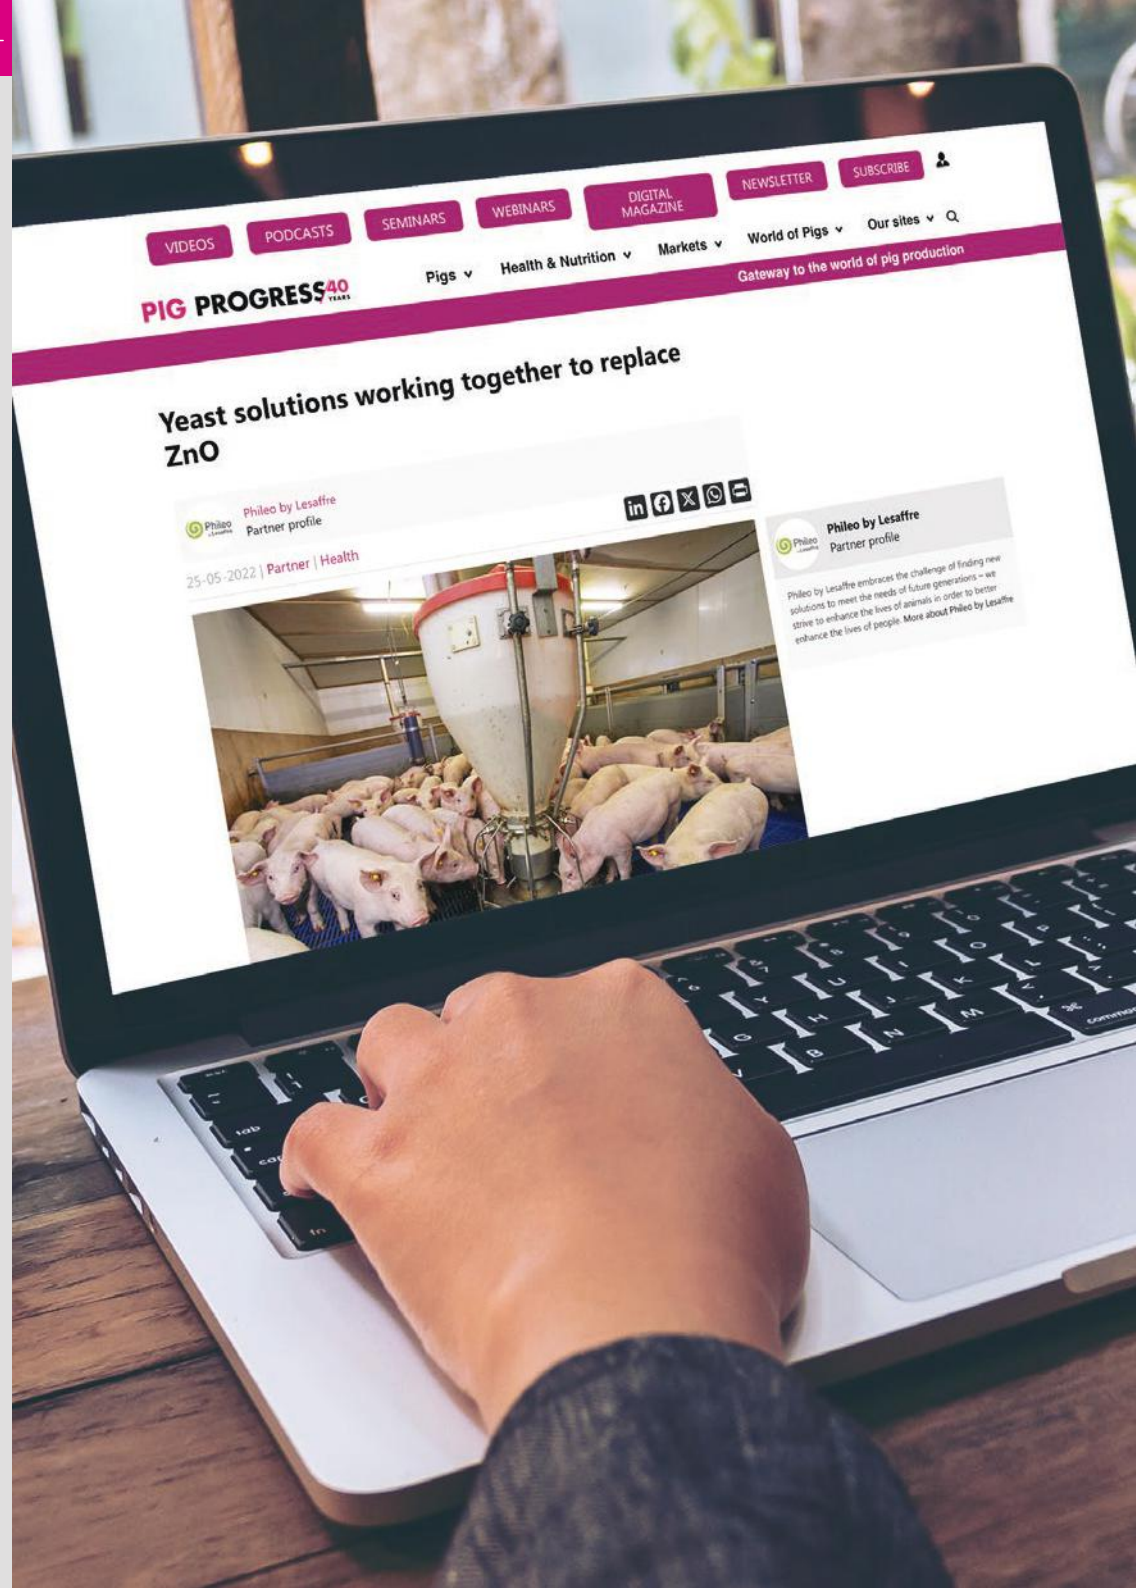 VIDEOS
PODCASTS
SEMINARS
WEBINARS
DIGITAL
MAGAZINE
NEWSLETTER
SUBSCRIBE
PIG PROGRESS 40
YEARS
Pigs
Health & Nutrition
Markets
World of Pigs
Our sites
Gateway to the world of pig production
Yeast solutions working together to replace
ZnO
Phileo
Phileo by Lesaffre
Partner profile
25-05-2022 | Partner | Health
Phileo
Phileo by Lesaffre
Partner profile
Phileo by Lesaffre embraces the challenge of finding new
solutions to meet the needs of future generations – we
strive to enhance the lives of animals in order to better
enhance the lives of people. More about Phileo by Lesaffre
tab
fn
Y U I O P
G H J K L
V B N M